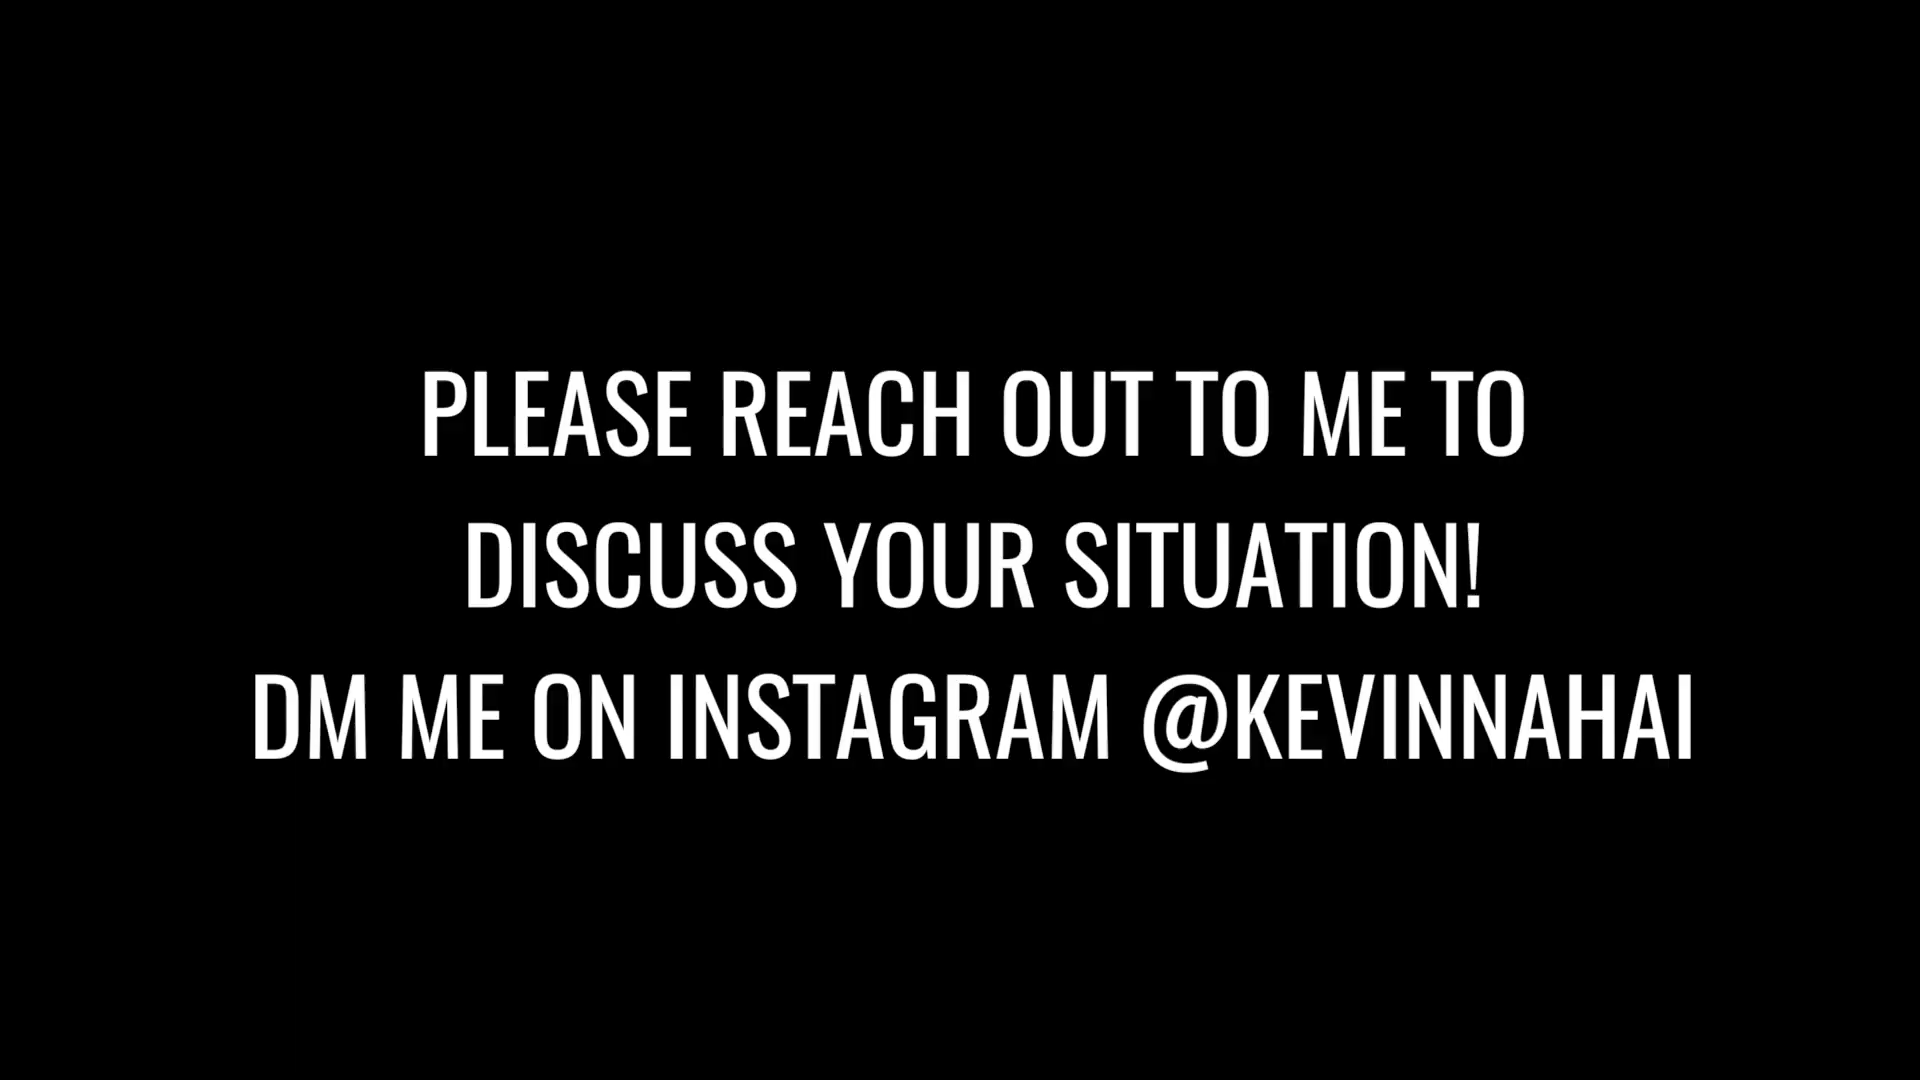 PLEASE REACH OUT TO ME TO
DISCUSS YOUR SITUATION!
DM ME ON INSTAGRAM @KEVINNAHAI